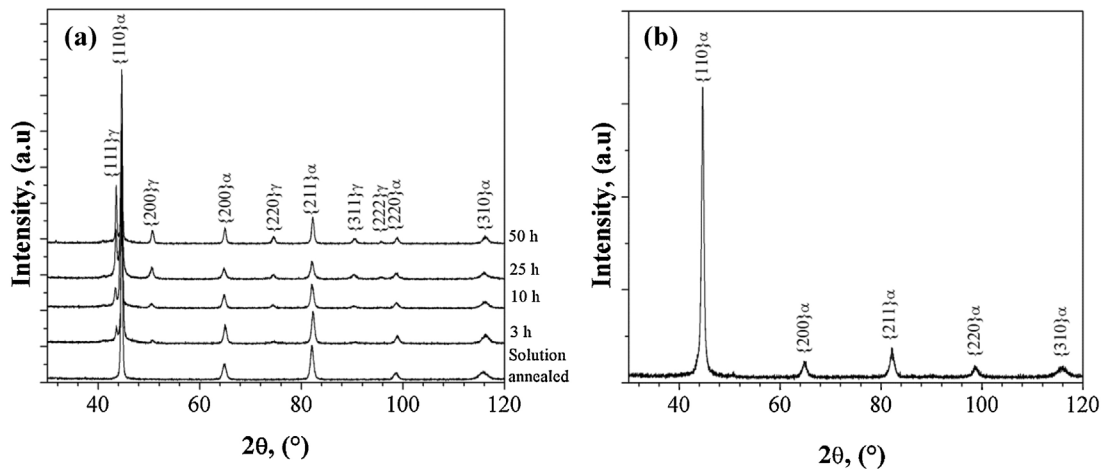 (a)
{110}α
{111}γ
{200}γ
{200}α
{220}γ
{211}α
{311}γ
{222}γ
{220}α
{310}α
50 h
25 h
10 h
3 h
Solution
annealed
Intensity, (a.u)
40 60 80 100 120
2θ, (°)
(b)
{110}α
{200}α
{211}α
{220}α
{310}α
Intensity, (a.u)
40 60 80 100 120
2θ, (°)